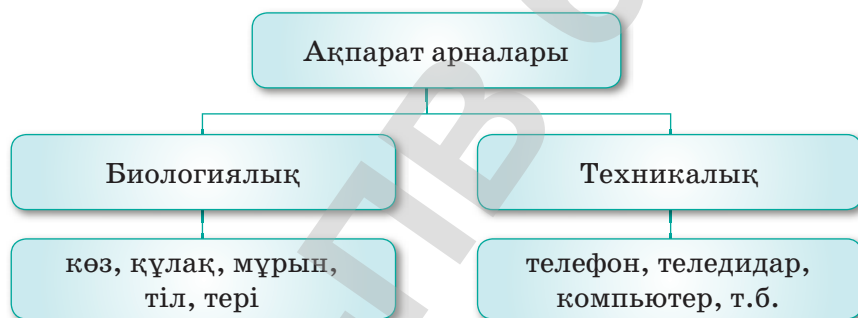 Ақпарат арналары
Биологиялық
Техникалық
көз, құлақ, мұрын,
тіл, тері
телефон, теледидар,
компьютер, т.б.